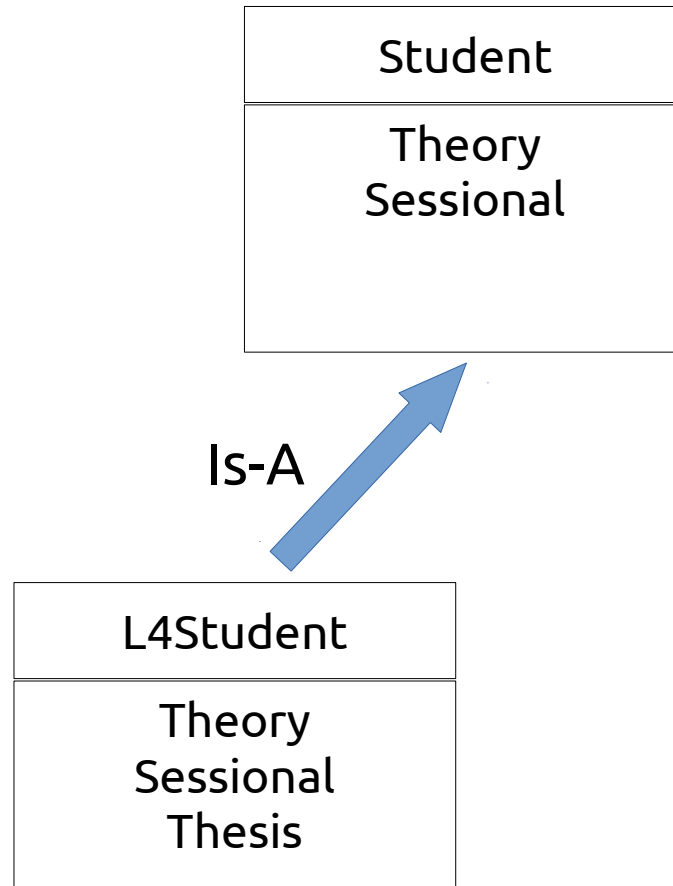 Student
Theory
Sessional
Is-A
L4Student
Theory
Sessional
Thesis